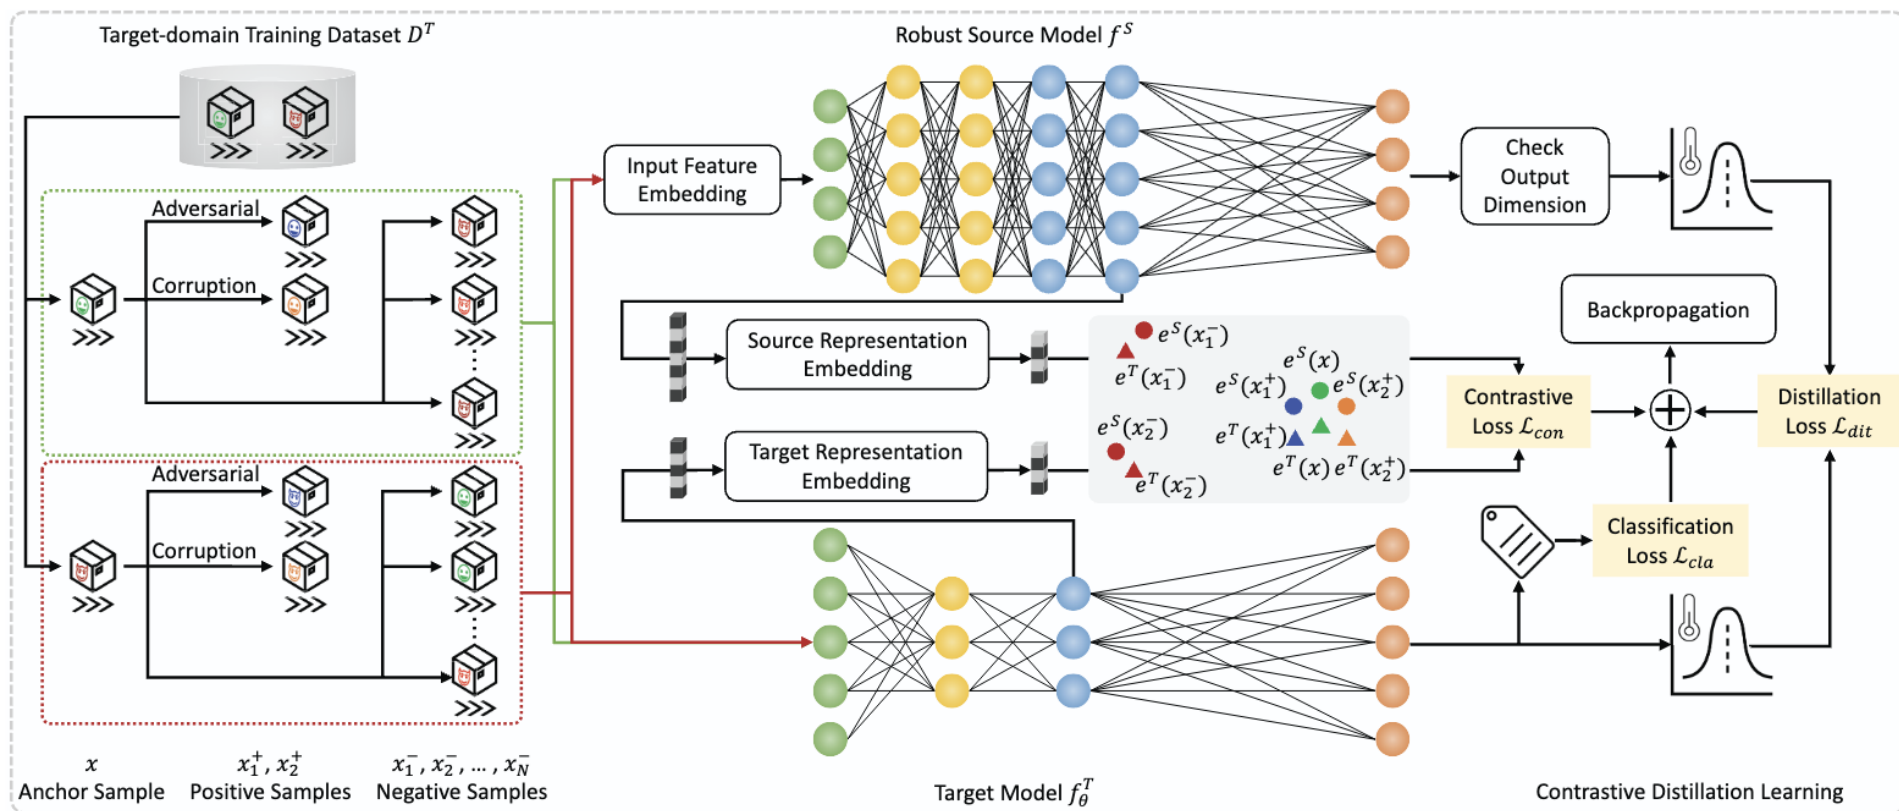 Target-domain Training Dataset D^T
Robust Source Model f^S
Adversarial
Corruption
Adversarial
Corruption
x
Anchor Sample
x_1^+, x_2^+
Positive Samples
x_1^-, x_2^-, ... , x_N^-
Negative Samples
Input Feature
Embedding
Check
Output
Dimension
Source Representation
Embedding
Target Representation
Embedding
e^S(x_1^-)
e^T(x_1^-)
e^S(x)
e^S(x_1^+)
e^S(x_2^+)
e^S(x_2^-)
e^T(x_1^+)
e^T(x) e^T(x_2^+)
e^T(x_2^-)
Backpropagation
Contrastive
Loss ℒ_con
Distillation
Loss ℒ_dit
Classification
Loss ℒ_cla
Target Model f_θ^T
Contrastive Distillation Learning